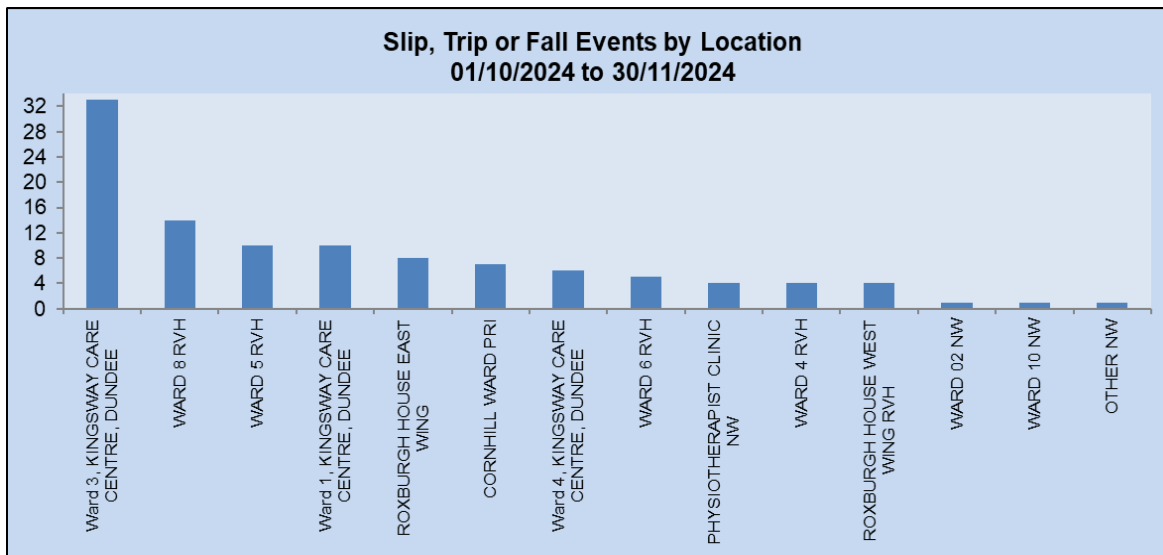 Slip, Trip or Fall Events by Location
01/10/2024 to 30/11/2024
32
28
24
20
16
12
8
4
0
Ward 3, KINGSWAY CARE
CENTRE, DUNDEE
WARD 8 RVH
WARD 5 RVH
Ward 1, KINGSWAY CARE
CENTRE, DUNDEE
ROXBURGH HOUSE EAST
WING
CORNHILL WARD PRI
Ward 4, KINGSWAY CARE
CENTRE, DUNDEE
WARD 6 RVH
PHYSIOTHERAPIST CLINIC
NW
WARD 4 RVH
ROXBURGH HOUSE WEST
WING RVH
WARD 02 NW
WARD 10 NW
OTHER NW